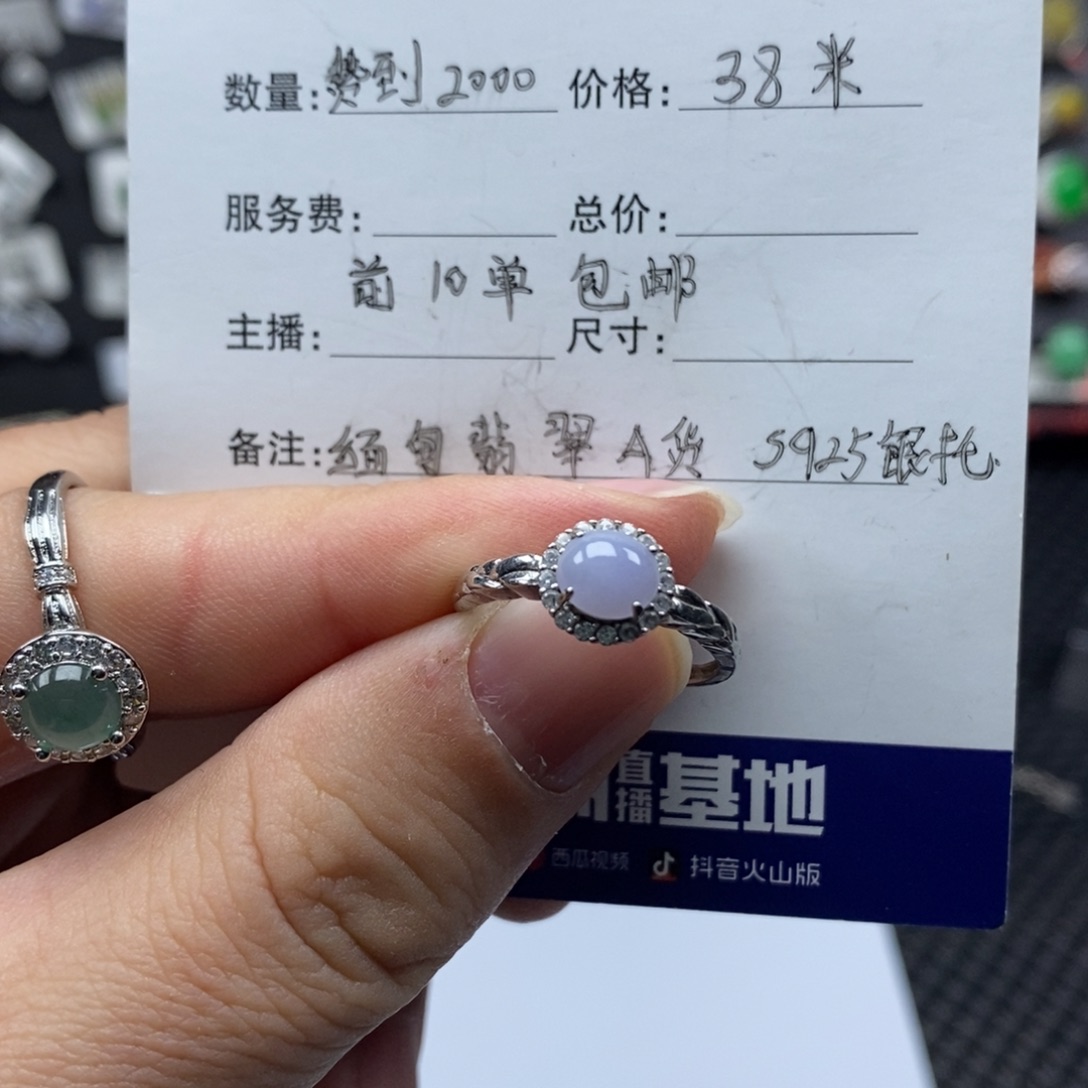 数量:赞到2000 价格:38米
服务费: 总价:
前10单 包邮
主播: 尺寸:
备注:缅甸翡翠A货 S925银托
直播基地
西瓜视频 抖音火山版